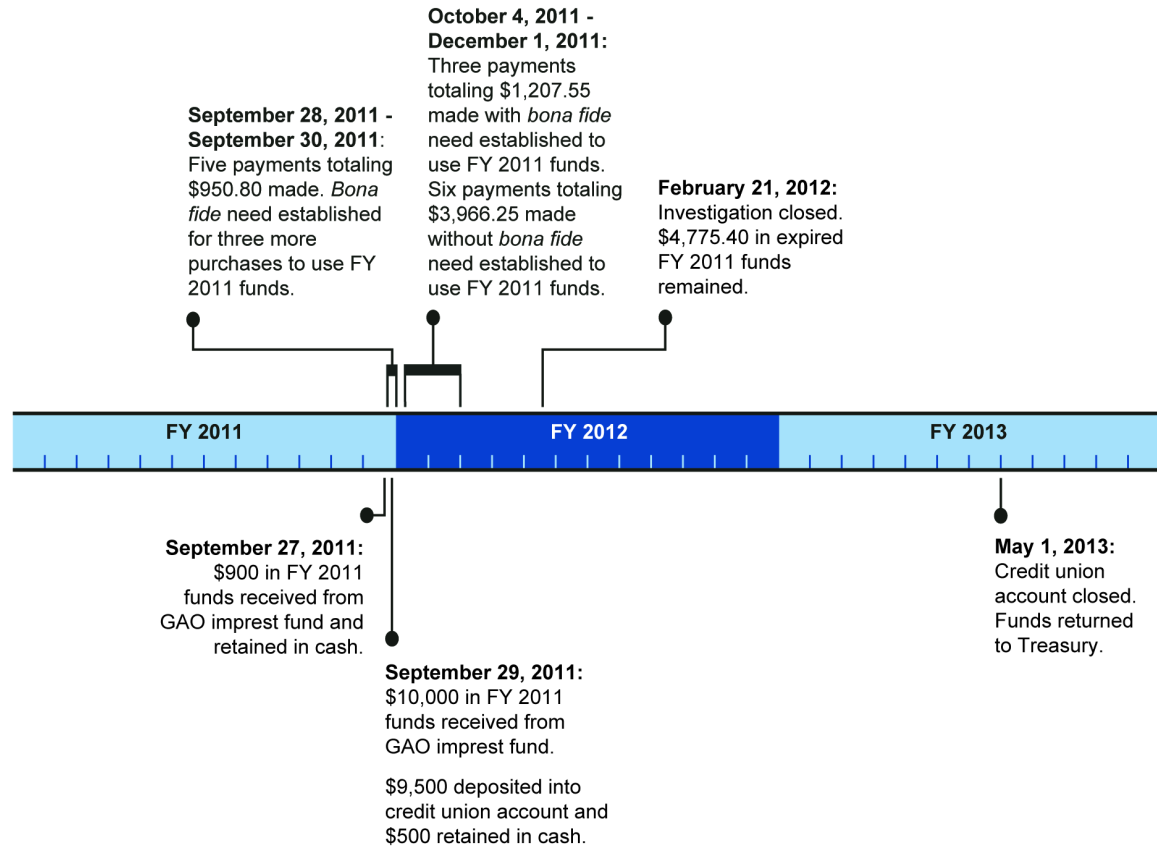 September 28, 2011 -
September 30, 2011:
Five payments totaling
$950.80 made. Bona
fide need established
for three more
purchases to use FY
2011 funds.
October 4, 2011 -
December 1, 2011:
Three payments
totaling $1,207.55
made with bona fide
need established to
use FY 2011 funds.
Six payments totaling
$3,966.25 made
without bona fide
need established to
use FY 2011 funds.
February 21, 2012:
Investigation closed.
$4,775.40 in expired
FY 2011 funds
remained.
FY 2011
FY 2012
FY 2013
September 27, 2011:
$900 in FY 2011
funds received from
GAO imprest fund and
retained in cash.
September 29, 2011:
$10,000 in FY 2011
funds received from
GAO imprest fund.
$9,500 deposited into
credit union account and
$500 retained in cash.
May 1, 2013:
Credit union
account closed.
Funds returned
to Treasury.